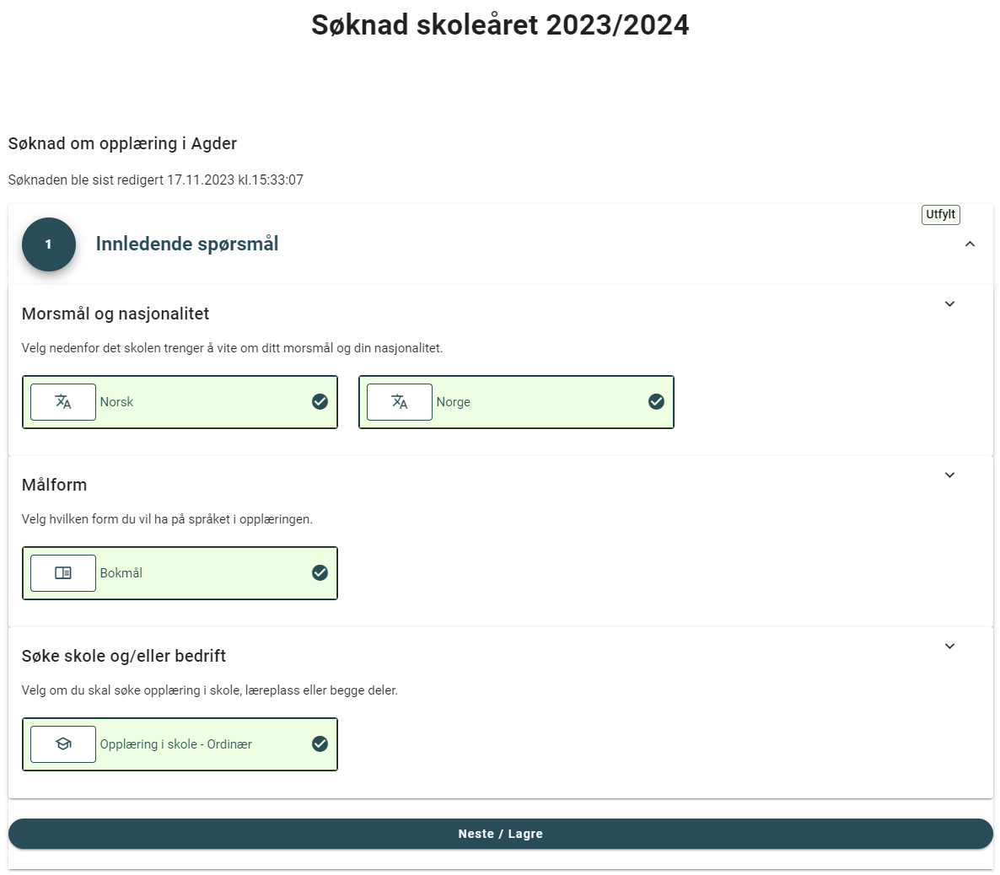 Søknad skoleåret 2023/2024
Søknad om opplæring i Agder
Søknaden ble sist redigert 17.11.2023 kl.15:33:07
Utfylt
1
Innledende spørsmål
Morsmål og nasjonalitet
Velg nedenfor det skolen trenger å vite om ditt morsmål og din nasjonalitet.
Norsk
Norge
Målform
Velg hvilken form du vil ha på språket i opplæringen.
Bokmål
Søke skole og/eller bedrift
Velg om du skal søke opplæring i skole, læreplass eller begge deler.
Opplæring i skole - Ordinær
Neste / Lagre